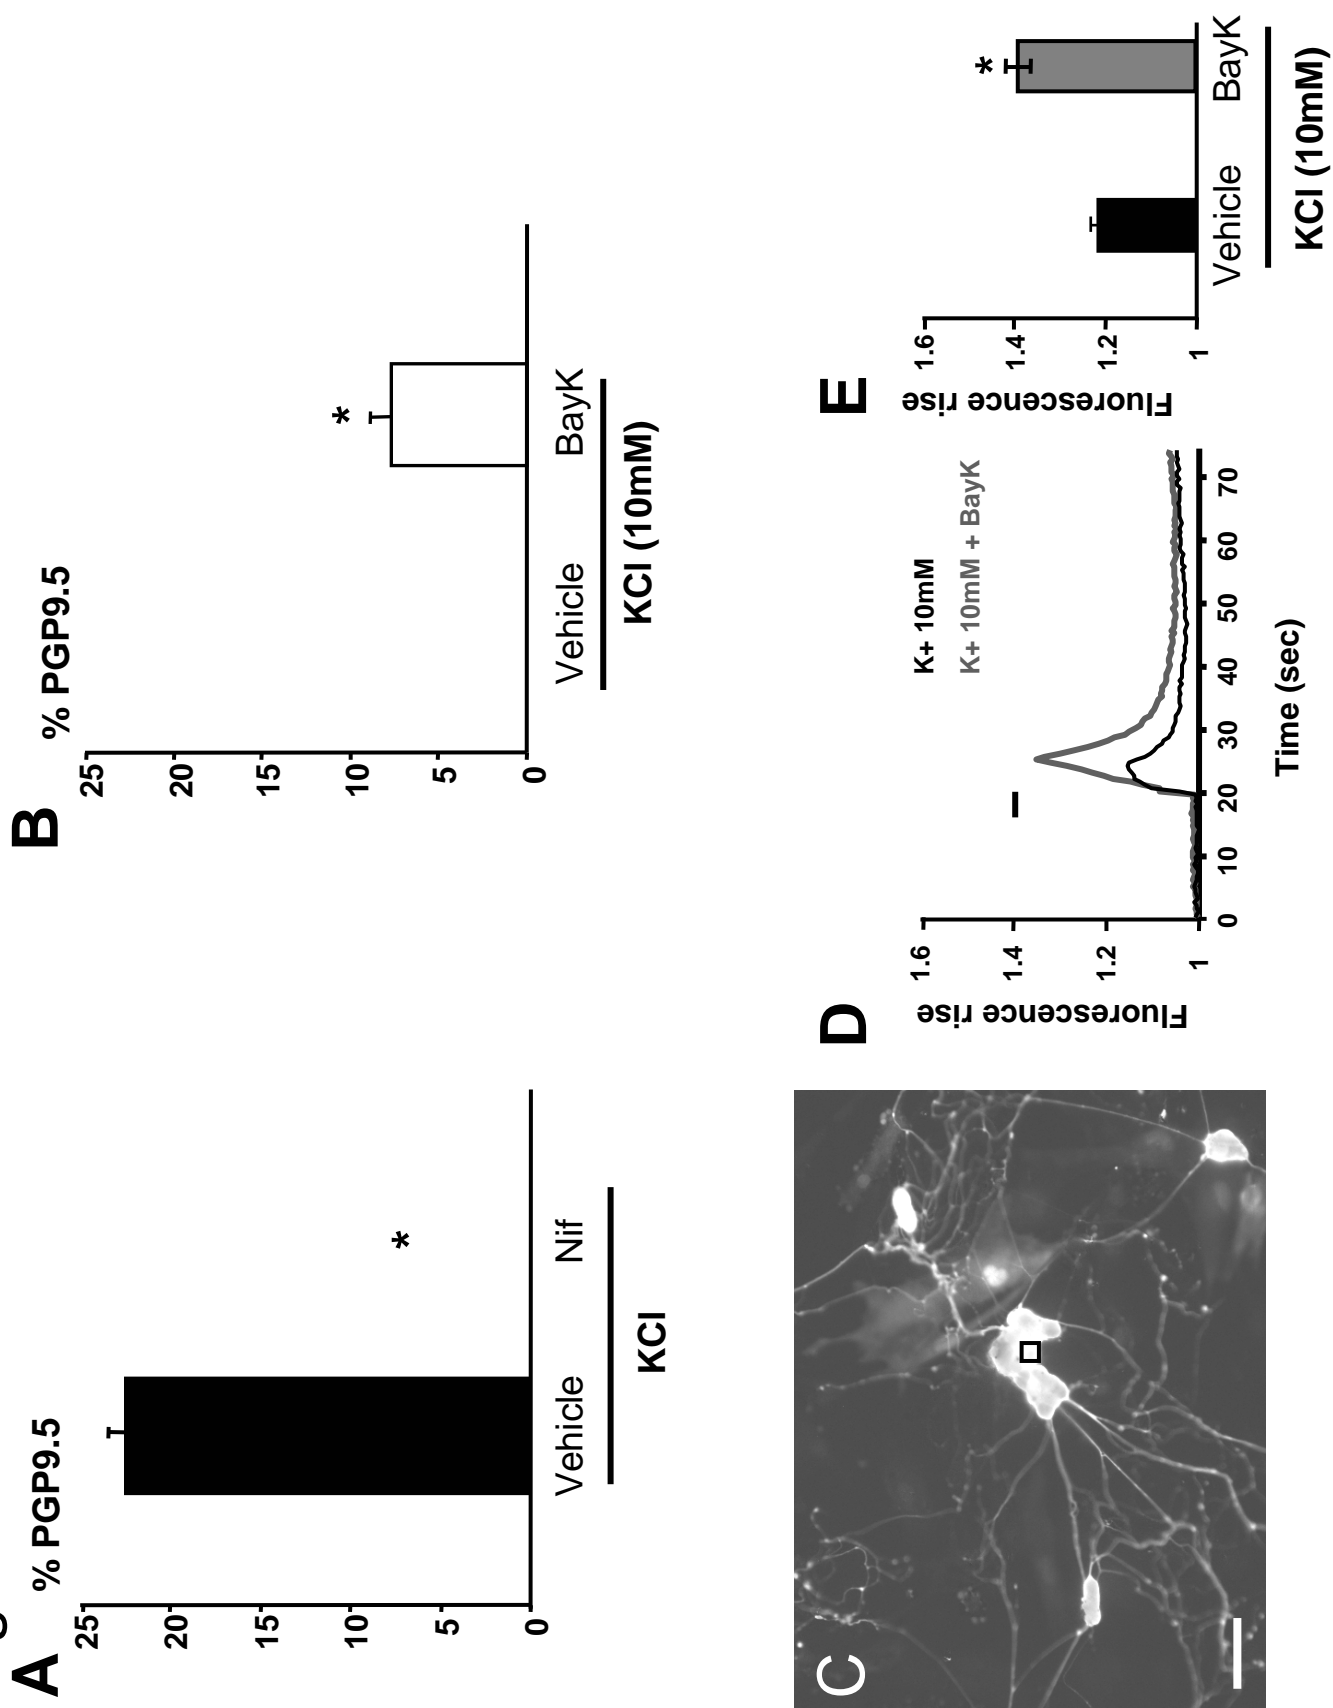 A
% PGP9.5
25
20
15
10
5
0
Vehicle Nif
*
KCl
B
% PGP9.5
25
20
15
10
5
0
*
Vehicle BayK
KCl (10mM)
C
D
Fluorescence rise
1.6
1.4
1.2
1
K+ 10mM
K+ 10mM + BayK
0 10 20 30 40 50 60 70
Time (sec)
E
Fluorescence rise
1.6
1.4
1.2
1
*
Vehicle BayK
KCl (10mM)